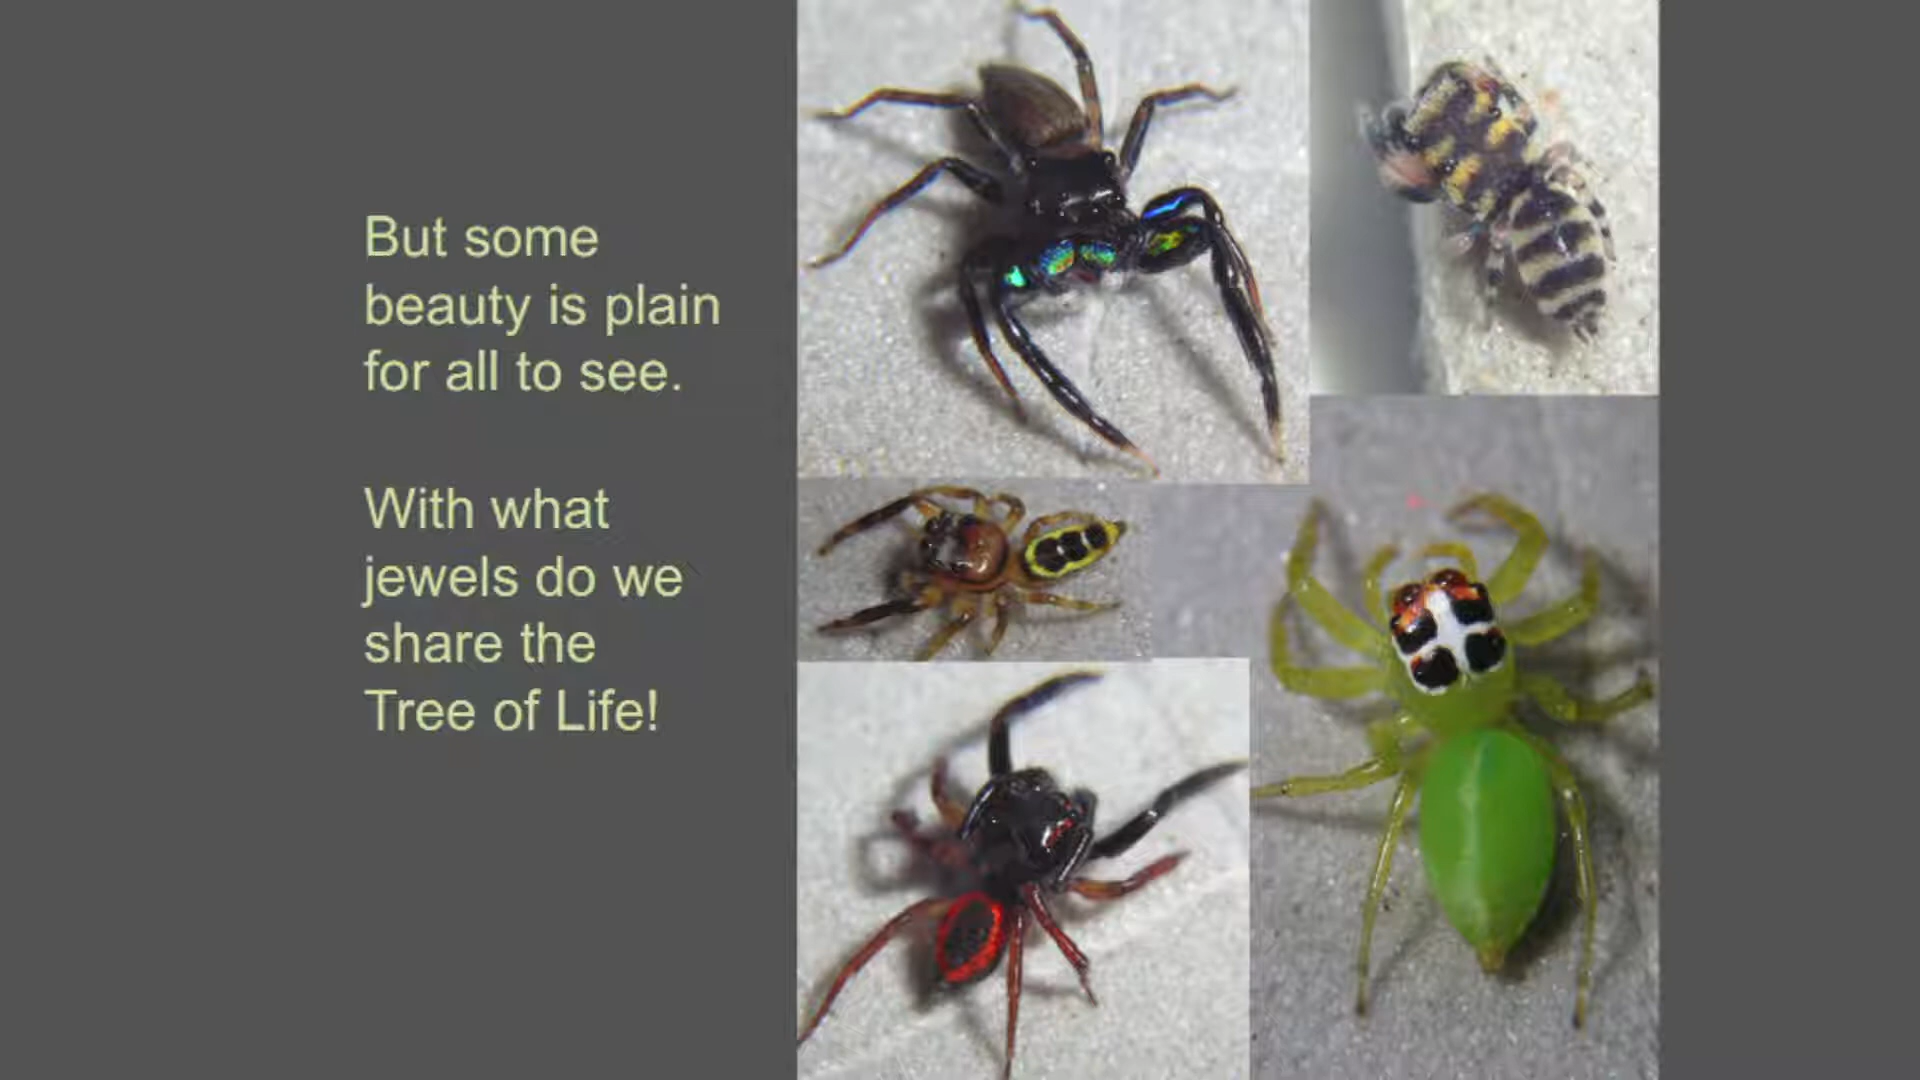 But some
beauty is plain
for all to see.
With what
jewels do we
share the
Tree of Life!